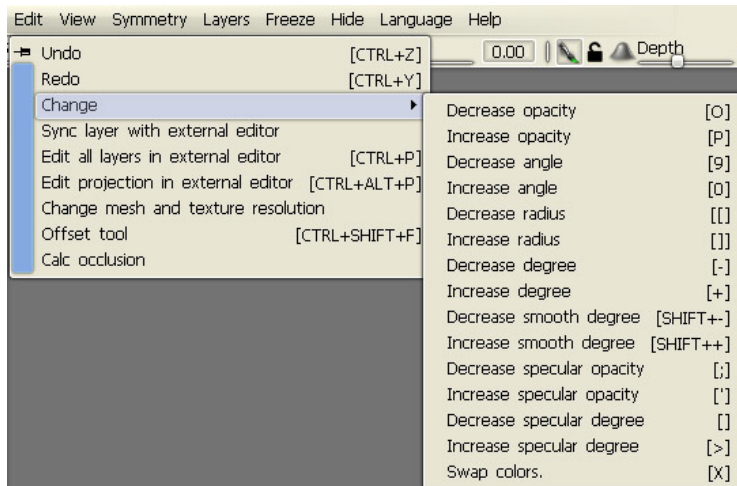 Edit View Symmetry Layers Freeze Hide Language Help
0.00 Depth
Undo [CTRL+Z]
Redo [CTRL+Y]
Change
Sync layer with external editor
Edit all layers in external editor [CTRL+P]
Edit projection in external editor [CTRL+ALT+P]
Change mesh and texture resolution
Offset tool [CTRL+SHIFT+F]
Calc occlusion
Decrease opacity [O]
Increase opacity [P]
Decrease angle [9]
Increase angle [0]
Decrease radius [[]
Increase radius []]
Decrease degree [-]
Increase degree [+]
Decrease smooth degree [SHIFT+-]
Increase smooth degree [SHIFT++]
Decrease specular opacity [;]
Increase specular opacity [']
Decrease specular degree []
Increase specular degree [>]
Swap colors. [X]